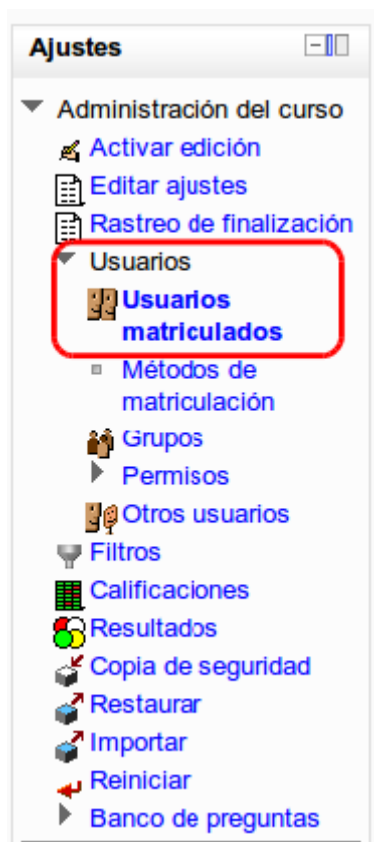 Ajustes
Administración del curso
Activar edición
Editar ajustes
Rastreo de finalización
Usuarios
Usuarios
matriculados
Métodos de
matriculación
Grupos
Permisos
Otros usuarios
Filtros
Calificaciones
Resultados
Copia de seguridad
Restaurar
Importar
Reiniciar
Banco de preguntas